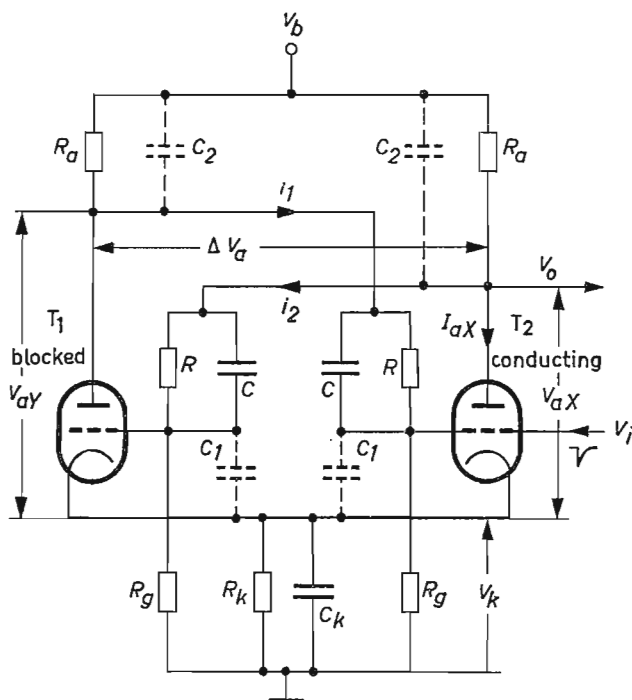 V_b
R_a
C_2
C_2
R_a
i_1
Δ V_a
i_2
V_o
T_1
blocked
V_aY
R
C
C
R
I_aX
T_2
conducting
V_aX
C_1
C_1
V_i
R_g
R_k
C_k
R_g
V_k